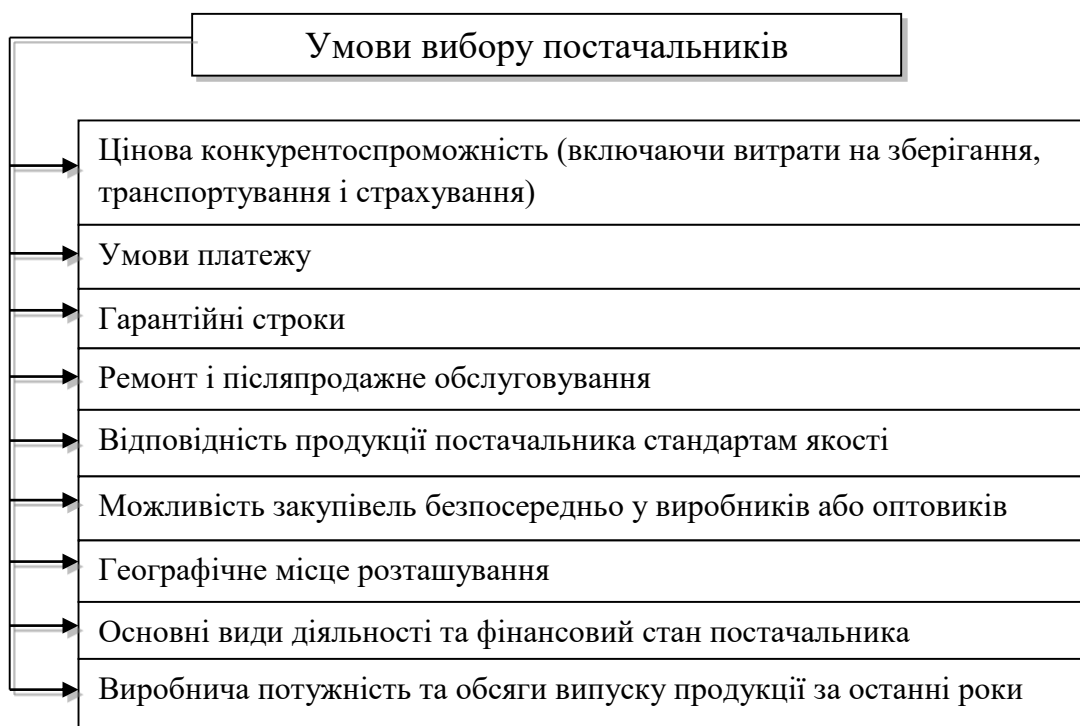 Умови вибору постачальників
Цінова конкурентоспроможність (включаючи витрати на зберігання,
транспортування і страхування)
Умови платежу
Гарантійні строки
Ремонт і післяпродажне обслуговування
Відповідність продукції постачальника стандартам якості
Можливість закупівель безпосередньо у виробників або оптовиків
Географічне місце розташування
Основні види діяльності та фінансовий стан постачальника
Виробнича потужність та обсяги випуску продукції за останні роки